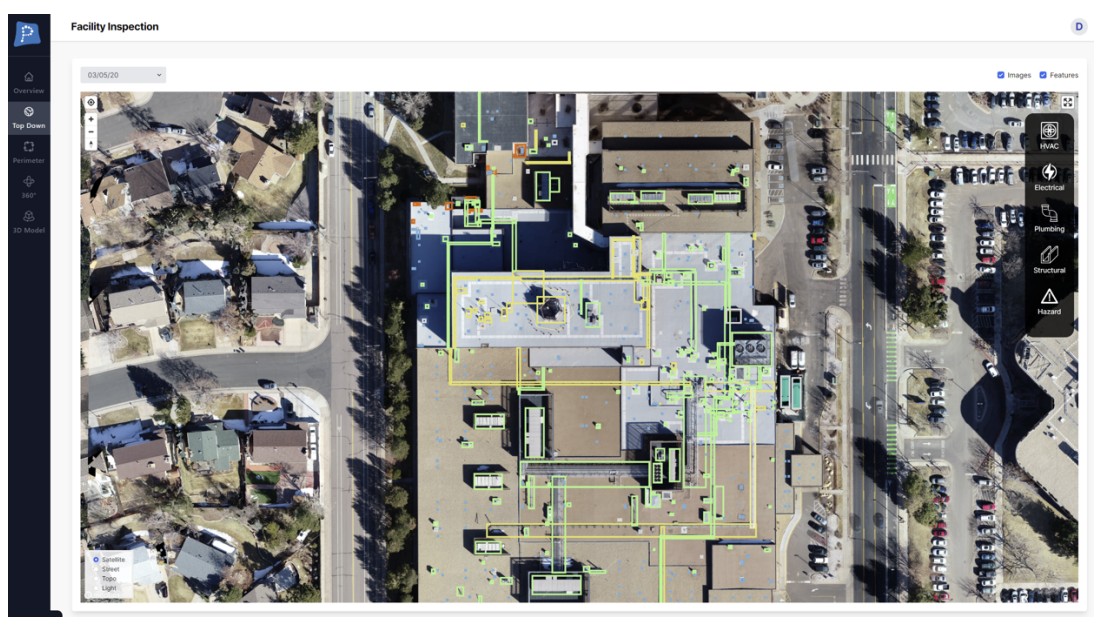 Facility Inspection
D
Overview
Top Down
Perimeter
360°
3D Model
03/05/20
Images
Features
HVAC
Electrical
Plumbing
Structural
Hazard
Satellite
Street
Topo
Light